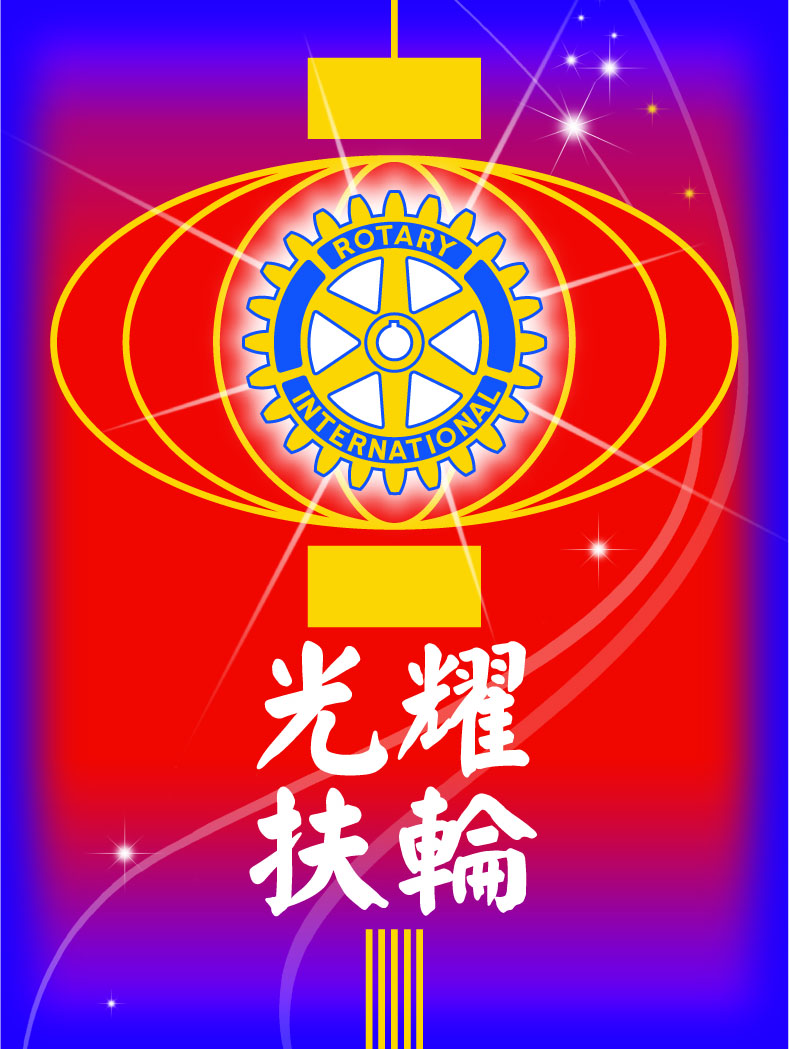 ROTARY
INTERNATIONAL
光耀
扶輪